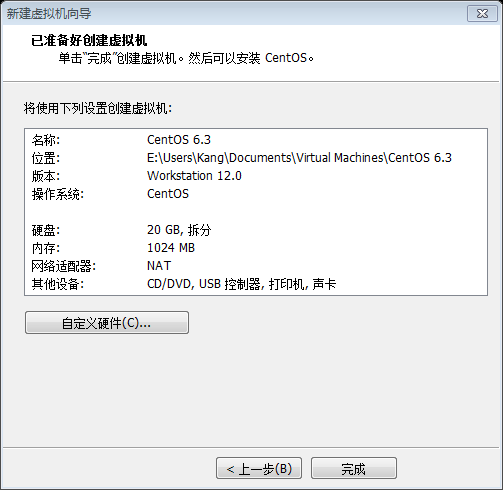 新建虚拟机向导
已准备好创建虚拟机
单击“完成”创建虚拟机。然后可以安装 CentOS。
将使用下列设置创建虚拟机:
名称: CentOS 6.3
位置: E:\Users\Kang\Documents\Virtual Machines\CentOS 6.3
版本: Workstation 12.0
操作系统: CentOS
硬盘: 20 GB, 拆分
内存: 1024 MB
网络适配器: NAT
其他设备: CD/DVD, USB 控制器, 打印机, 声卡
自定义硬件(C)...
< 上一步(B) 完成